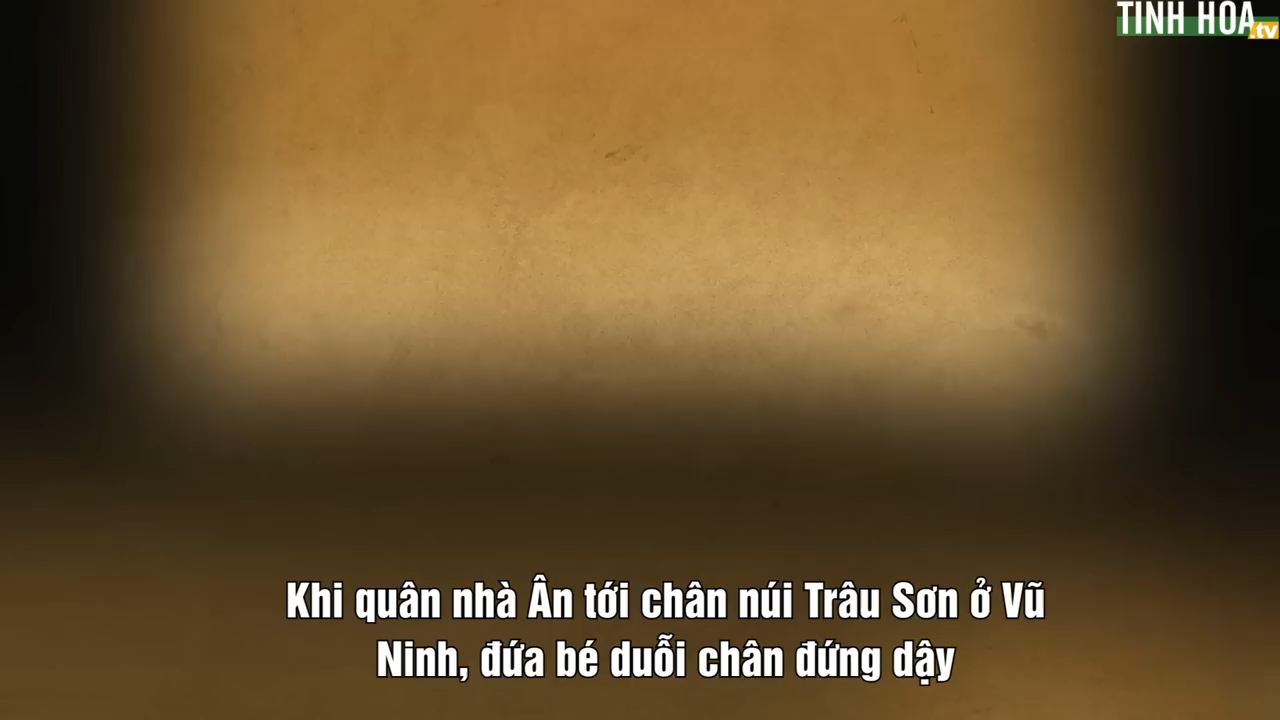 TINH HOA
.tv
Khi quân nhà Ân tới chân núi Trâu Sơn ở Vũ
Ninh, đứa bé duỗi chân đứng dậy